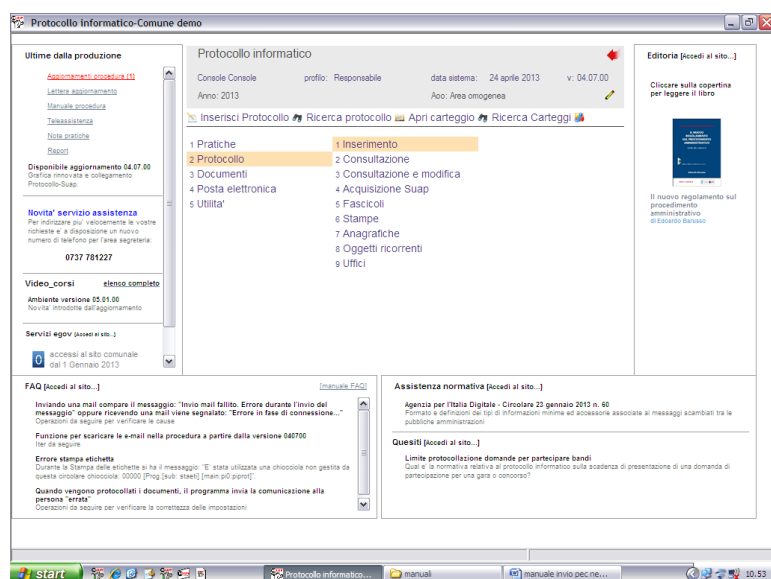 Protocollo informatico-Comune demo
Ultime dalla produzione
Aggiornamenti procedura (1)
Lettera aggiornamento
Manuale procedura
Teleassistenza
Note pratiche
Report
Disponibile aggiornamento 04.07.00
Grafica rinnovata e collegamento
Protocollo-Suap.
Novita' servizio assistenza
Per indirizzare piu' velocemente le vostre
richieste e' a disposizione un nuovo
numero di telefono per l'area segreteria:
0737 781227
Video_corsi elenco completo
Ambiente versione 05.01.00
Novita' introdotte dall'aggiornamento
Servizi egov (Accedi al sito...)
0 accessi al sito comunale
dal 1 Gennaio 2013
Protocollo informatico
Console Console profilo: Responsabile data sistema: 24 aprile 2013 v: 04.07.00
Anno: 2013 Aoo: Area omogenea
Inserisci Protocollo Ricerca protocollo Apri carteggio Ricerca Carteggi
1 Pratiche
2 Protocollo
3 Documenti
4 Posta elettronica
5 Utilita'
1 Inserimento
2 Consultazione
3 Consultazione e modifica
4 Acquisizione Suap
5 Fascicoli
6 Stampe
7 Anagrafiche
8 Oggetti ricorrenti
9 Uffici
Editoria [Accedi al sito...]
Cliccare sulla copertina
per leggere il libro
IL NUOVO
REGOLAMENTO
SUL PROCEDIMENTO
AMMINISTRATIVO
Il nuovo regolamento sul
procedimento
amministrativo
di Edoardo Barusso
FAQ [Accedi al sito...] [manuale FAQ]
Inviando una mail compare il messaggio: "Invio mail fallito. Errore durante l'invio del
messaggio" oppure ricevendo una mail viene segnalato: "Errore in fase di connessione..."
Operazioni da seguire per verificare le cause
Funzione per scaricare le e-mail nella procedura a partire dalla versione 040700
Iter da seguire
Errore stampa etichetta
Durante la Stampa delle etichette si ha il messaggio: "E' stata utilizzata una chiocciola non gestita da
questa circolare chiocciola: 00000 [Prog.[sub: staeti] [main:pi0:piprot]".
Quando vengono protocollati i documenti, il programma invia la comunicazione alla
persona "errata"
Operazioni da seguire per verificare la correttezza delle impostazioni
Assistenza normativa [Accedi al sito...]
Agenzia per l'Italia Digitale - Circolare 23 gennaio 2013 n. 60
Formato e definizioni dei tipi di informazioni minime ed accessorie associate ai messaggi scambiati tra le
pubbliche amministrazioni
Quesiti [Accedi al sito...]
Limite protocollazione domande per partecipare bandi
Qual e' la normativa relativa al protocollo informatico sulla scadenza di presentazione di una domanda di
partecipazione per una gara o concorso?
start Protocollo informatico... manuali manuale invio pec ne... 10.53